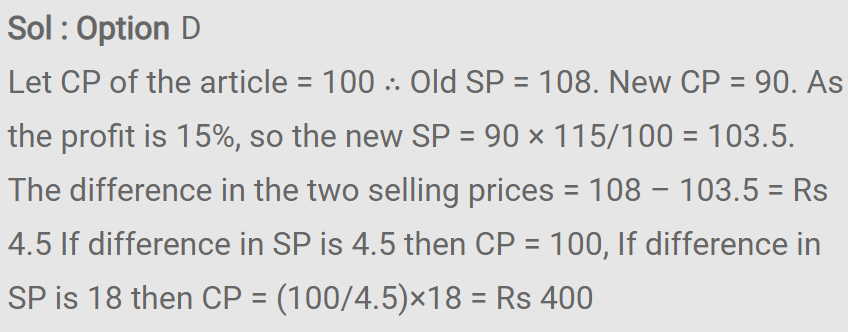 Sol : Option D
Let CP of the article = 100 ∴ Old SP = 108. New CP = 90. As
the profit is 15%, so the new SP = 90 × 115/100 = 103.5.
The difference in the two selling prices = 108 – 103.5 = Rs
4.5 If difference in SP is 4.5 then CP = 100, If difference in
SP is 18 then CP = (100/4.5)×18 = Rs 400